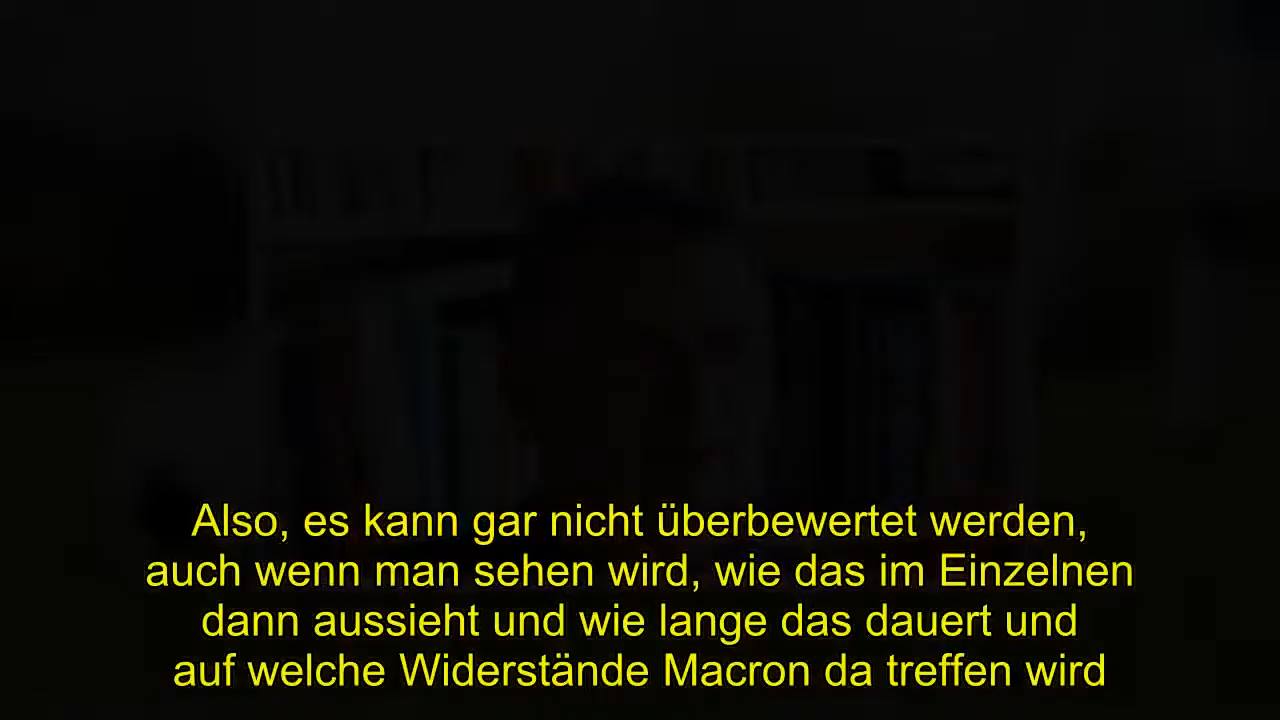 Also, es kann gar nicht überbewertet werden,
auch wenn man sehen wird, wie das im Einzelnen
dann aussieht und wie lange das dauert und
auf welche Widerstände Macron da treffen wird